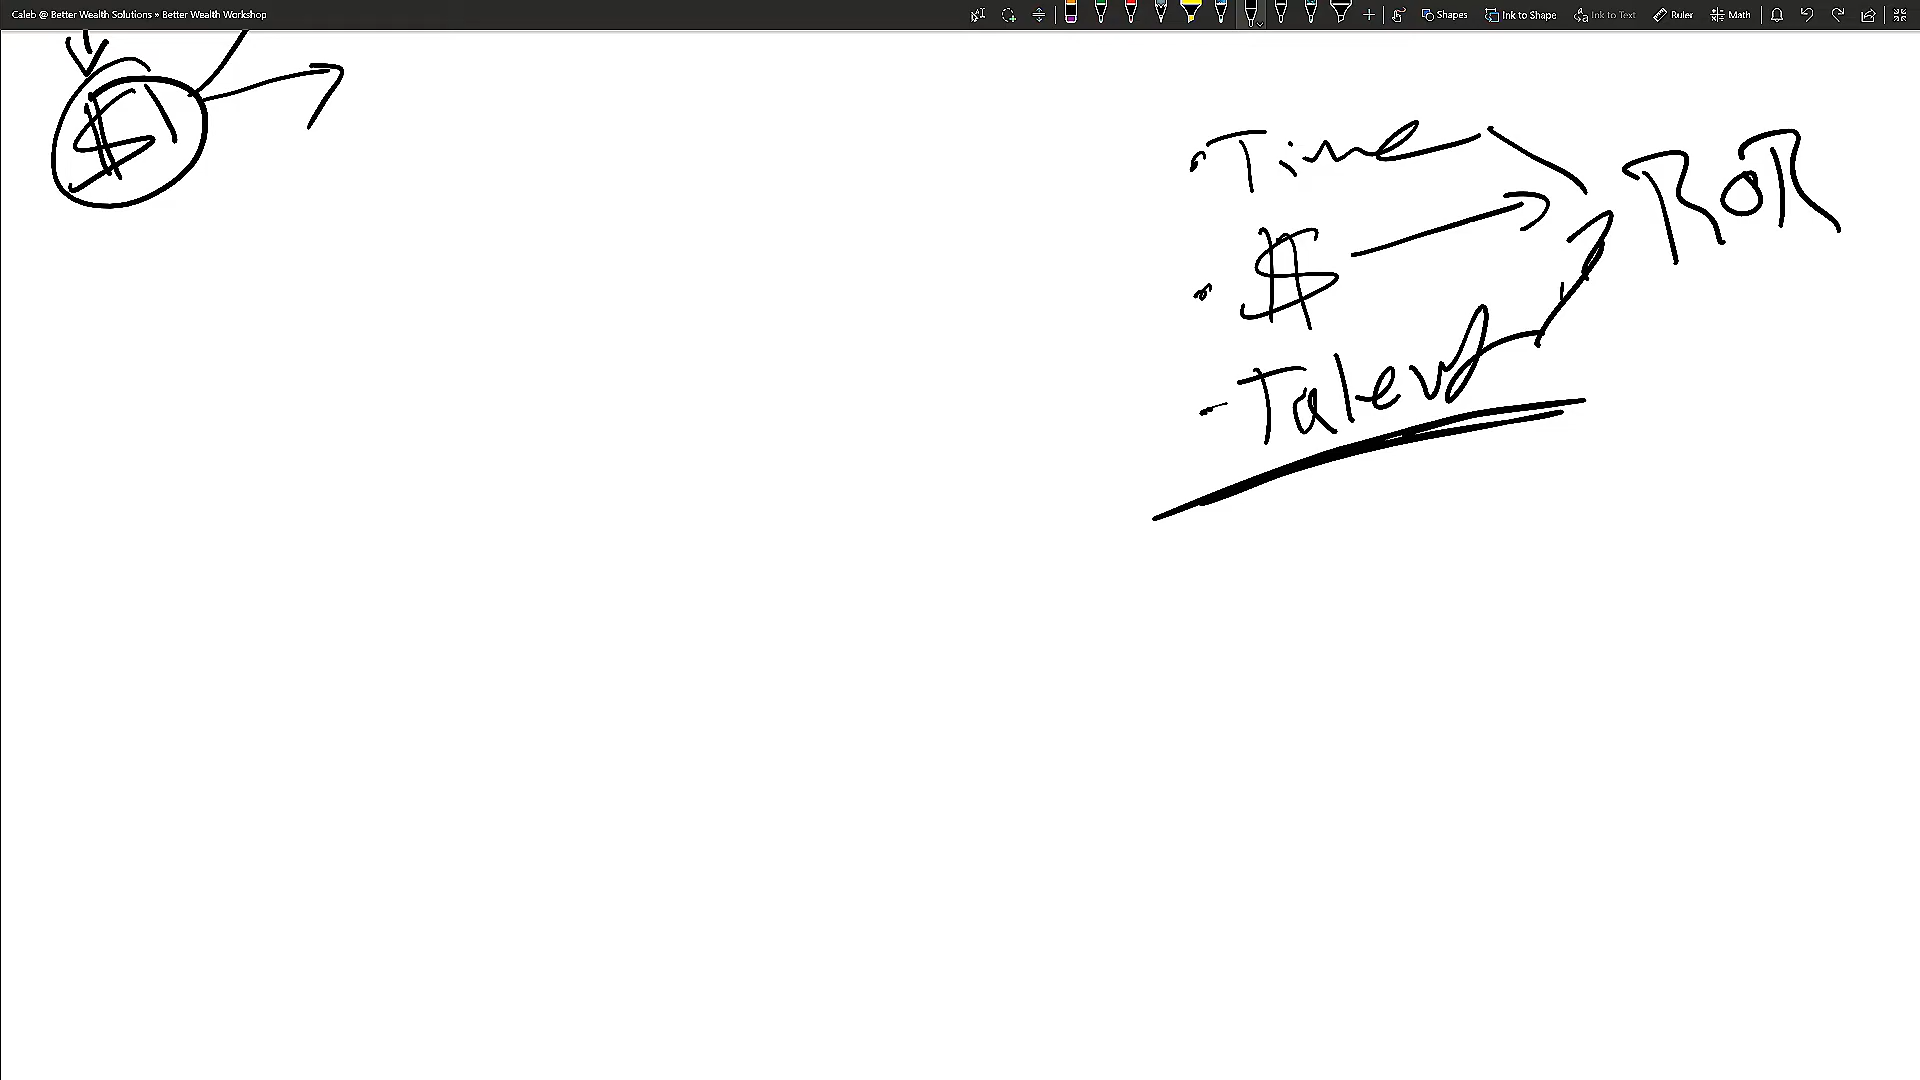 Caleb @ Better Wealth Solutions » Better Wealth Workshop
Shapes
Ink to Shape
Ink to Text
Ruler
Math
$
• Time
ROR
• $
- Talent